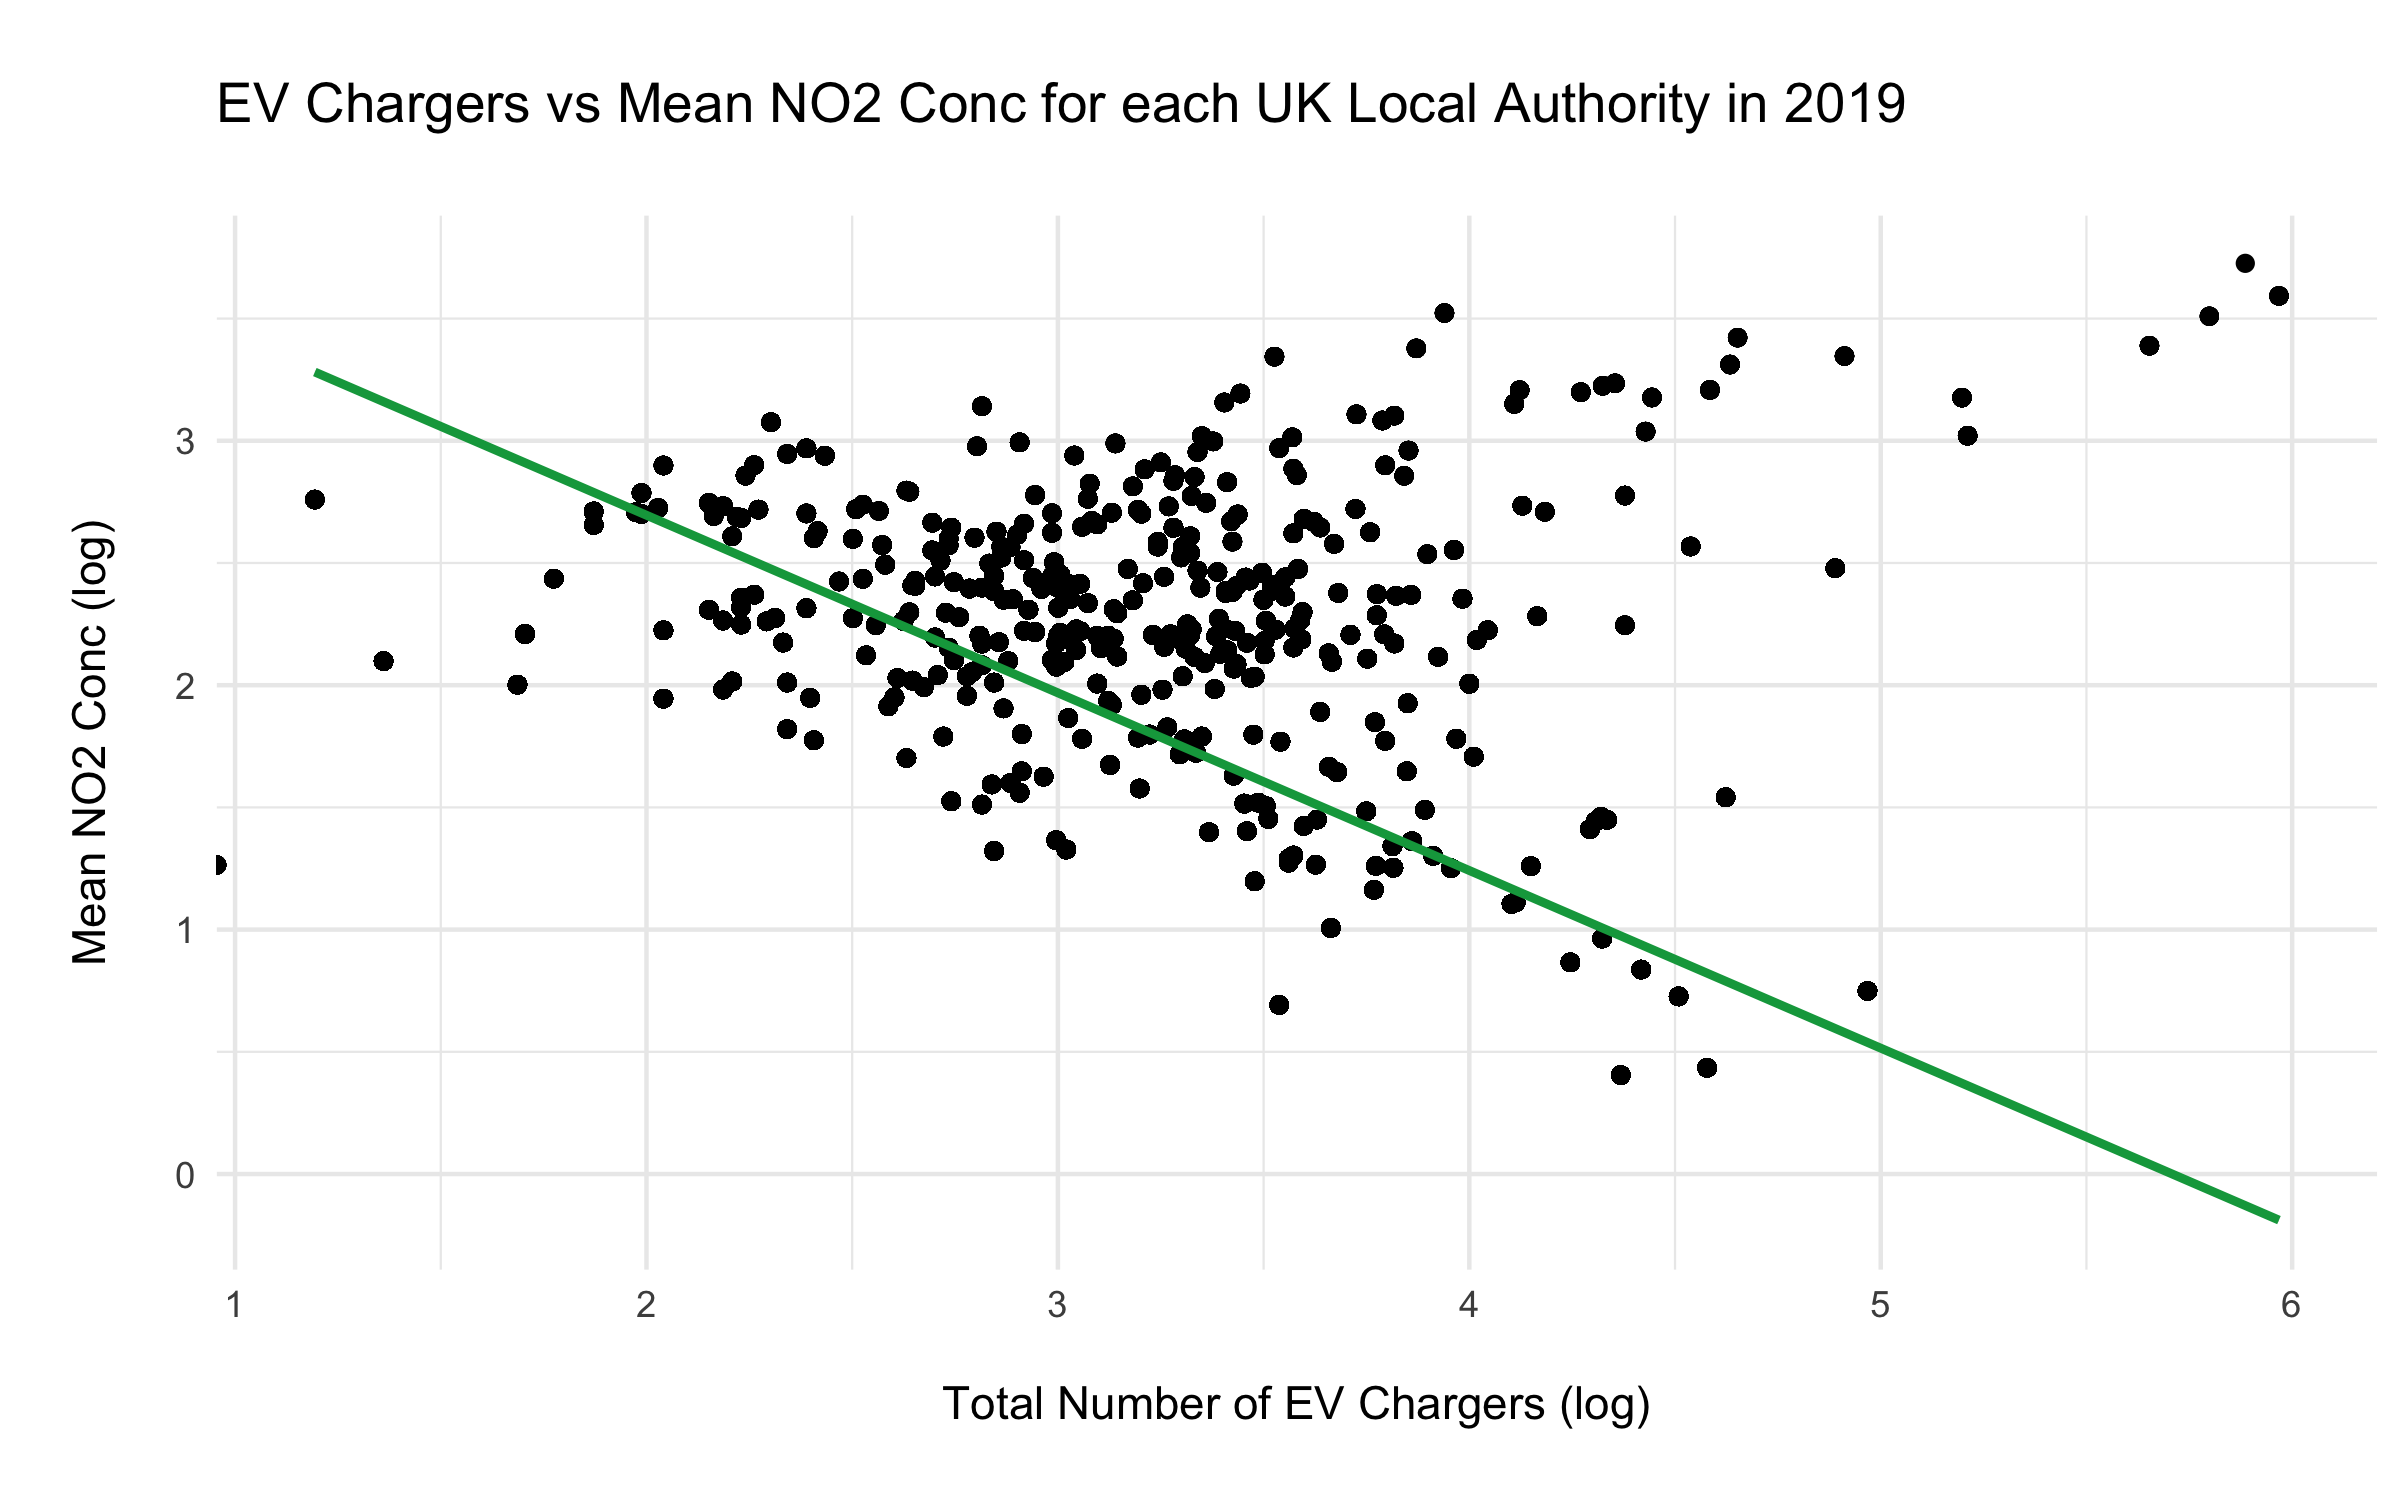 EV Chargers vs Mean NO2 Conc for each UK Local Authority in 2019
Mean NO2 Conc (log)
3
2
1
0
1 2 3 4 5 6
Total Number of EV Chargers (log)